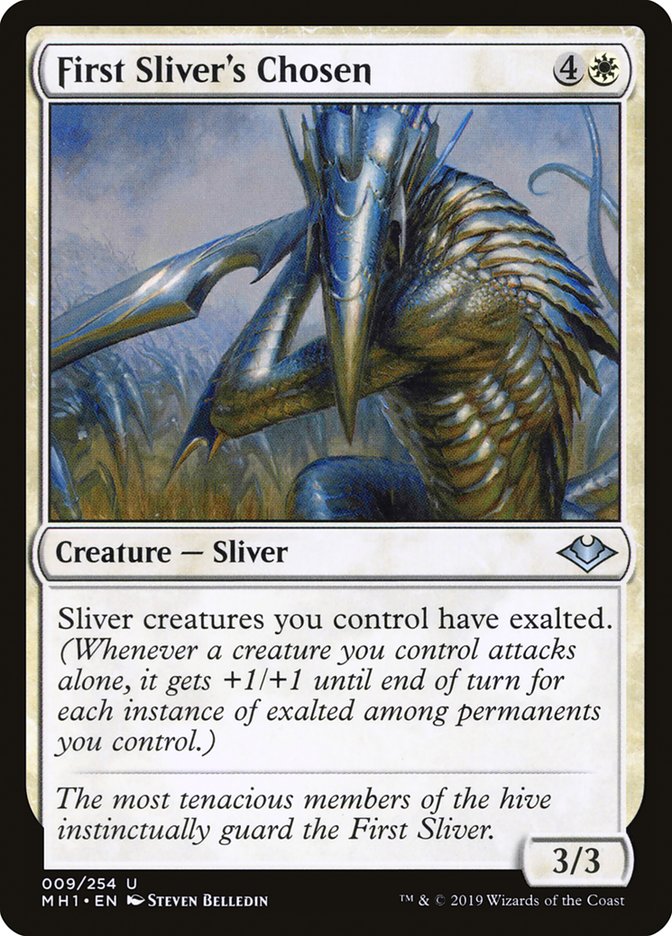 First Sliver's Chosen 4
Creature — Sliver
Sliver creatures you control have exalted.
(Whenever a creature you control attacks
alone, it gets +1/+1 until end of turn for
each instance of exalted among permanents
you control.)
The most tenacious members of the hive
instinctually guard the First Sliver.
3/3
009/254 U
MH1 • EN Steven Belledin
™ & © 2019 Wizards of the Coast